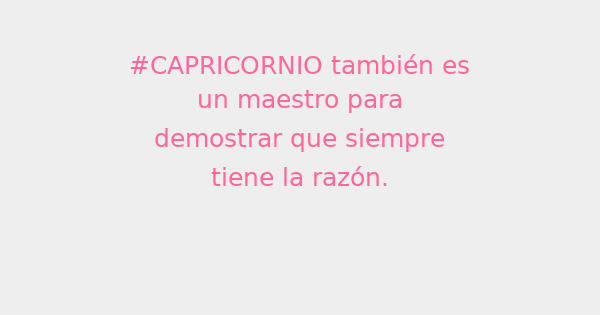 #CAPRICORNIO también es
un maestro para
demostrar que siempre
tiene la razón.